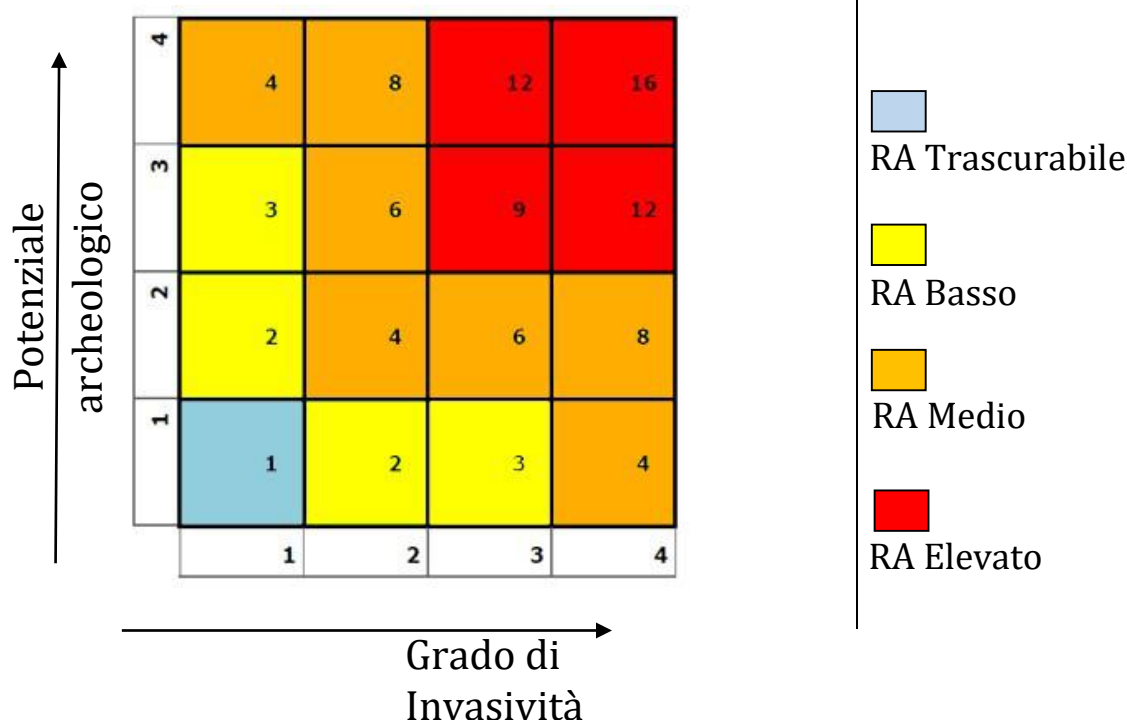 Potenziale
archeologico
4
4 8 12 16
3
3 6 9 12
2
2 4 6 8
1
1 2 3 4
1 2 3 4
Grado di
Invasività
RA Trascurabile
RA Basso
RA Medio
RA Elevato